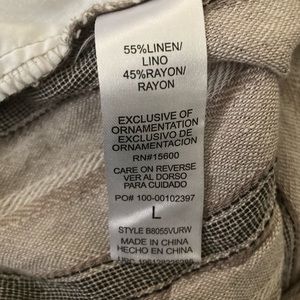 55%LINEN/
LINO
45%RAYON/
RAYON
EXCLUSIVE OF
ORNAMENTATION
EXCLUSIVO DE
ORNAMENTACION
RN#15600
CARE ON REVERSE
VER AL DORSO
PARA CUIDADO
PO# 100-00102397
L
STYLE B8055VURW
MADE IN CHINA
HECHO EN CHINA